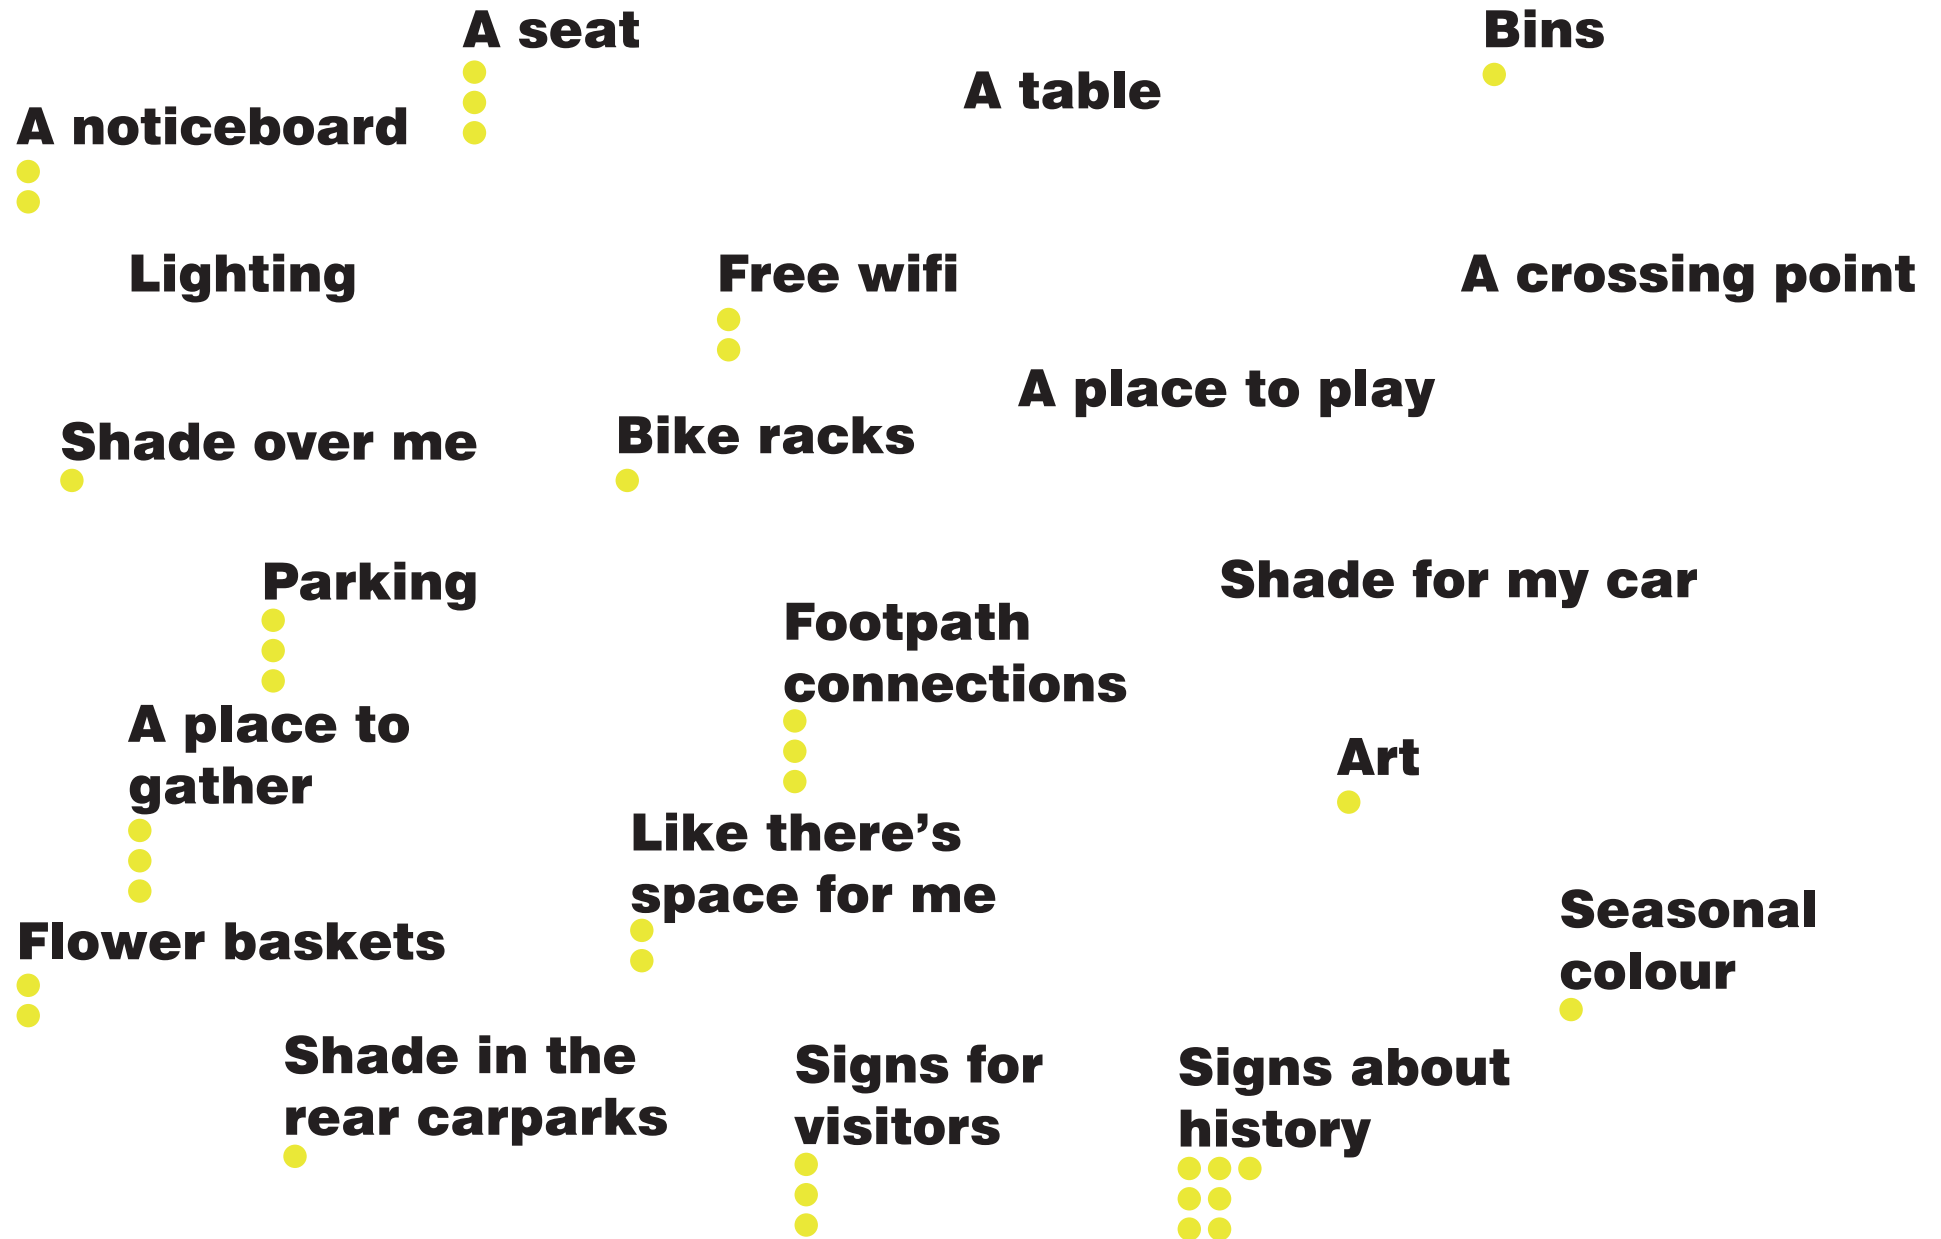 A seat
Bins
A table
A noticeboard
Lighting
Free wifi
A crossing point
A place to play
Shade over me
Bike racks
Parking
Shade for my car
Footpath
connections
A place to
gather
Art
Like there’s
space for me
Seasonal
colour
Flower baskets
Shade in the
rear carparks
Signs for
visitors
Signs about
history